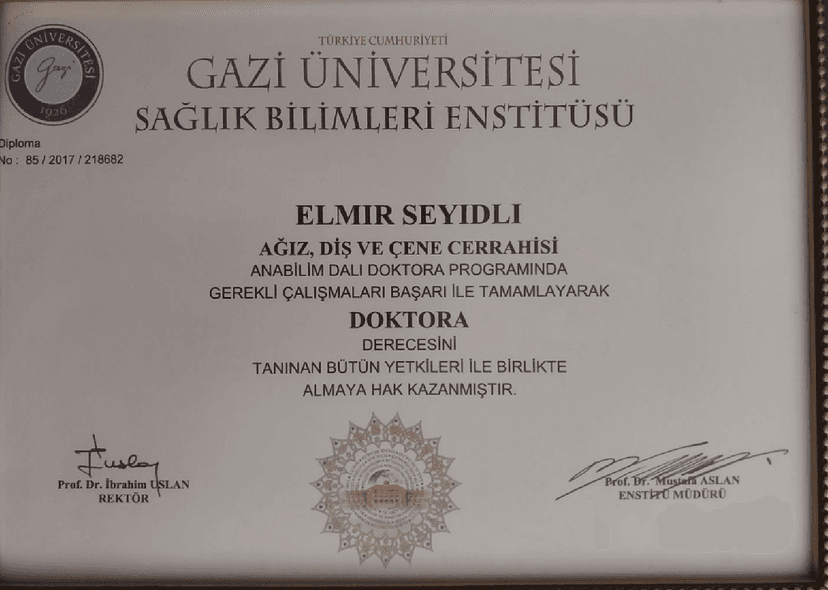 GAZİ ÜNİVERSİTESİ
Gazi
1926
TÜRKİYE CUMHURİYETİ
GAZİ ÜNİVERSİTESİ
SAĞLIK BİLİMLERİ ENSTİTÜSÜ
Diploma
No : 85 / 2017 / 218682
ELMIR SEYIDLI
AĞIZ, DİŞ VE ÇENE CERRAHİSİ
ANABİLİM DALI DOKTORA PROGRAMINDA
GEREKLİ ÇALIŞMALARI BAŞARI İLE TAMAMLAYARAK
DOKTORA
DERECESİNİ
TANINAN BÜTÜN YETKİLERİ İLE BİRLİKTE
ALMAYA HAK KAZANMIŞTIR.
Prof. Dr. İbrahim USLAN
REKTÖR
Prof. Dr. Mustafa ASLAN
ENSTİTÜ MÜDÜRÜ